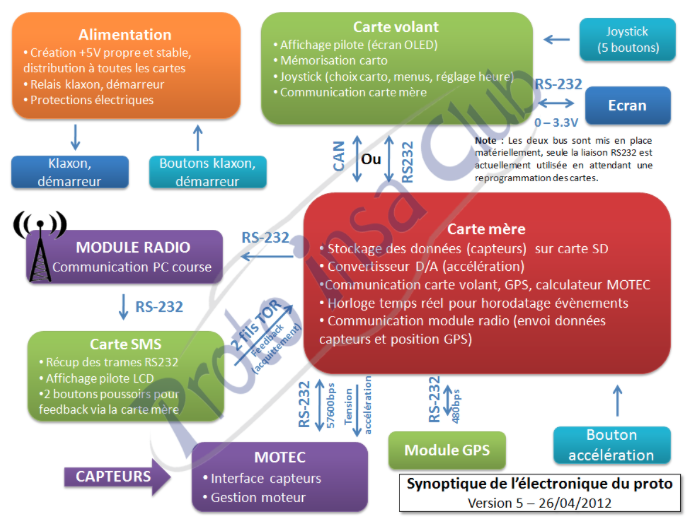 Alimentation
• Création +5V propre et stable,
distribution à toutes les cartes
• Relais klaxon, démarreur
• Protections électriques
Klaxon,
démarreur
Boutons klaxon,
démarreur
Carte volant
• Affichage pilote (écran OLED)
• Mémorisation carto
• Joystick (choix carto, menus, réglage heure)
• Communication carte mère
Joystick
(5 boutons)
RS-232
0 – 3.3V
Ecran
Note : Les deux bus sont mis en place
matériellement, seule la liaison RS232 est
actuellement utilisée en attendant une
reprogrammation des cartes.
CAN
Ou
RS232
MODULE RADIO
Communication PC course
RS-232
RS-232
Carte mère
• Stockage des données (capteurs) sur carte SD
• Convertisseur D/A (accélération)
•Communication carte volant, GPS, calculateur MOTEC
• Horloge temps réel pour horodatage évènements
• Communication module radio (envoi données
capteurs et position GPS)
Carte SMS
• Récup des trames RS232
• Affichage pilote LCD
•2 boutons poussoirs pour
feedback via la carte mère
2 fils TOR
Feedback
(acquittement)
RS-232
57600bps
Tension
accélération
RS-232
480bps
CAPTEURS
MOTEC
• Interface capteurs
• Gestion moteur
Module GPS
Bouton
accélération
Synoptique de l'électronique du proto
Version 5 – 26/04/2012
Proto insa Club